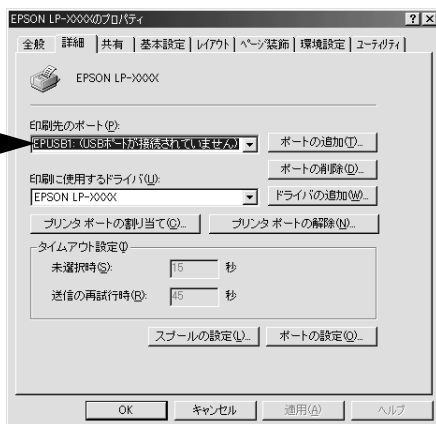 EPSON LP-XXXXのプロパティ
全般 詳細 共有 基本設定 レイアウト ページ装飾 環境設定 ユーティリティ
EPSON LP-XXXX
印刷先のポート(P):
EPUSB1: (USBポートが接続されていません) ポートの追加(T)...
ポートの削除(D)...
印刷に使用するドライバ(U):
EPSON LP-XXXX ドライバの追加(W)...
プリンタ ポートの割り当て(C)... プリンタ ポートの解除(N)...
タイムアウト設定
未選択時(S): 15 秒
送信の再試行時(R): 45 秒
スプールの設定(L)... ポートの設定(O)...
OK キャンセル 適用(A) ヘルプ